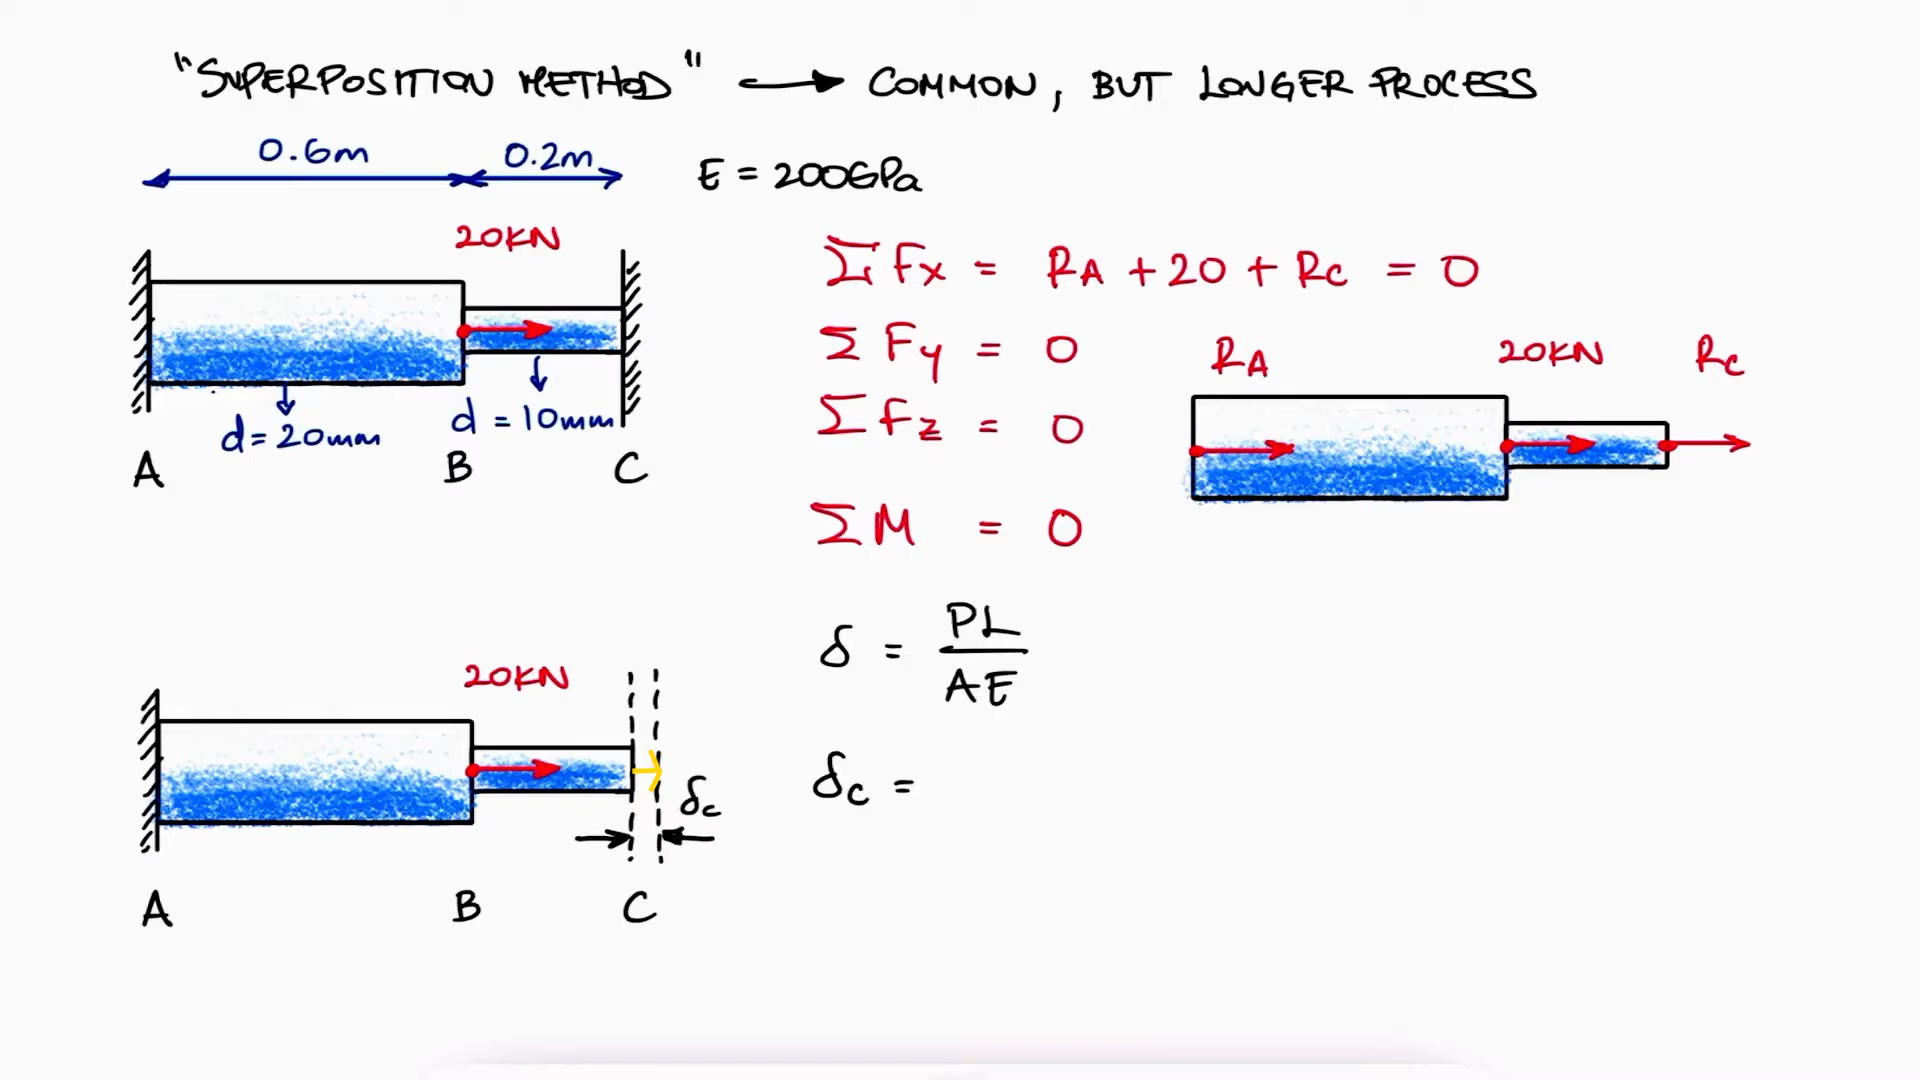 "SUPERPOSITION METHOD" → COMMON, BUT LONGER PROCESS
0.6m 0.2m
E = 200GPa
20KN
d = 20mm
d = 10mm
A B C
ΣFx = RA + 20 + RC = 0
ΣFy = 0
ΣFz = 0
ΣM = 0
RA 20KN RC
δ = PL
AE
δc =
20KN
δc
A B C